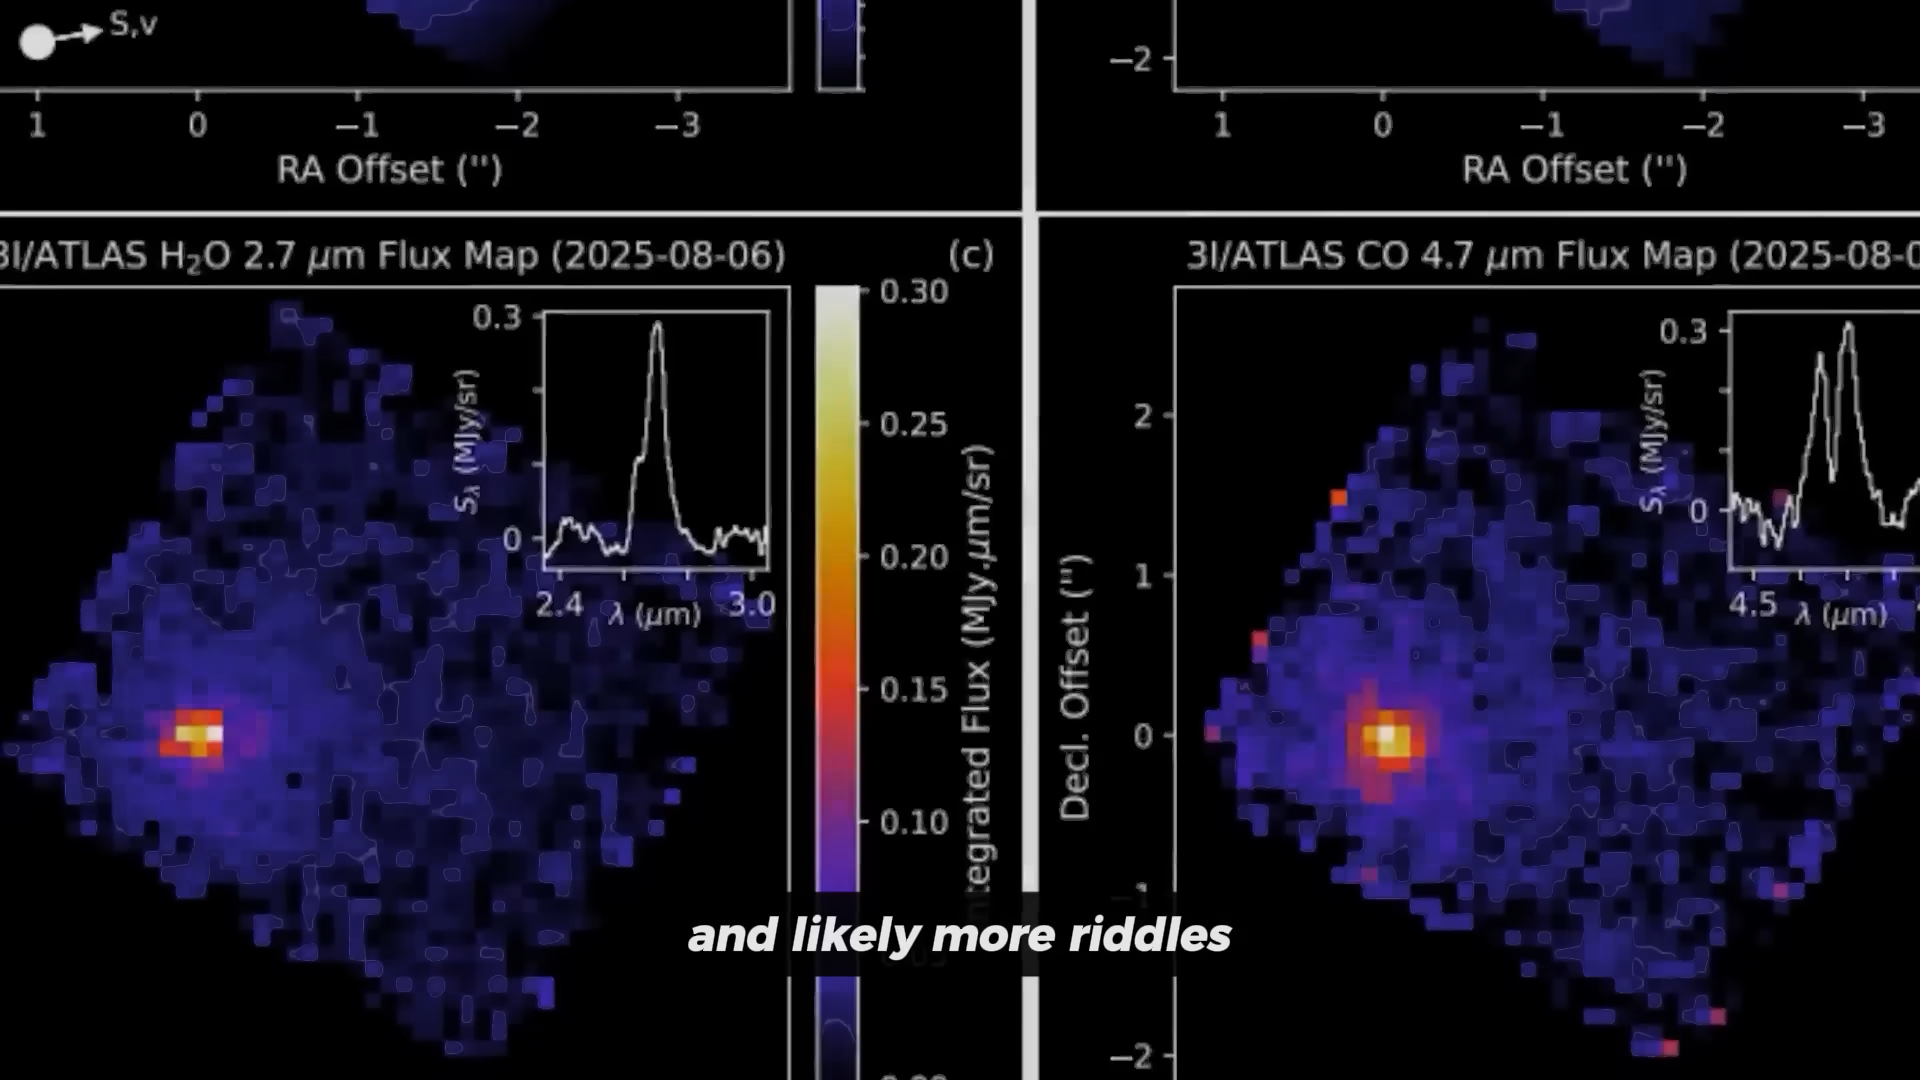 S,v
1 0 −1 −2 −3
RA Offset ('')
−2
1 0 −1 −2 −3
RA Offset ('')
3I/ATLAS H₂O 2.7 μm Flux Map (2025-08-06)
(c)
0.3
0
Sλ (MJy/sr)
2.4 λ (μm) 3.0
0.30
0.25
0.20
0.15
0.10
Integrated Flux (MJy.μm/sr)
3I/ATLAS CO 4.7 μm Flux Map (2025-08-0
Decl. Offset ('')
2
1
0
−1
−2
0.3
0
Sλ (MJy/sr)
4.5 λ (μm)
and likely more riddles